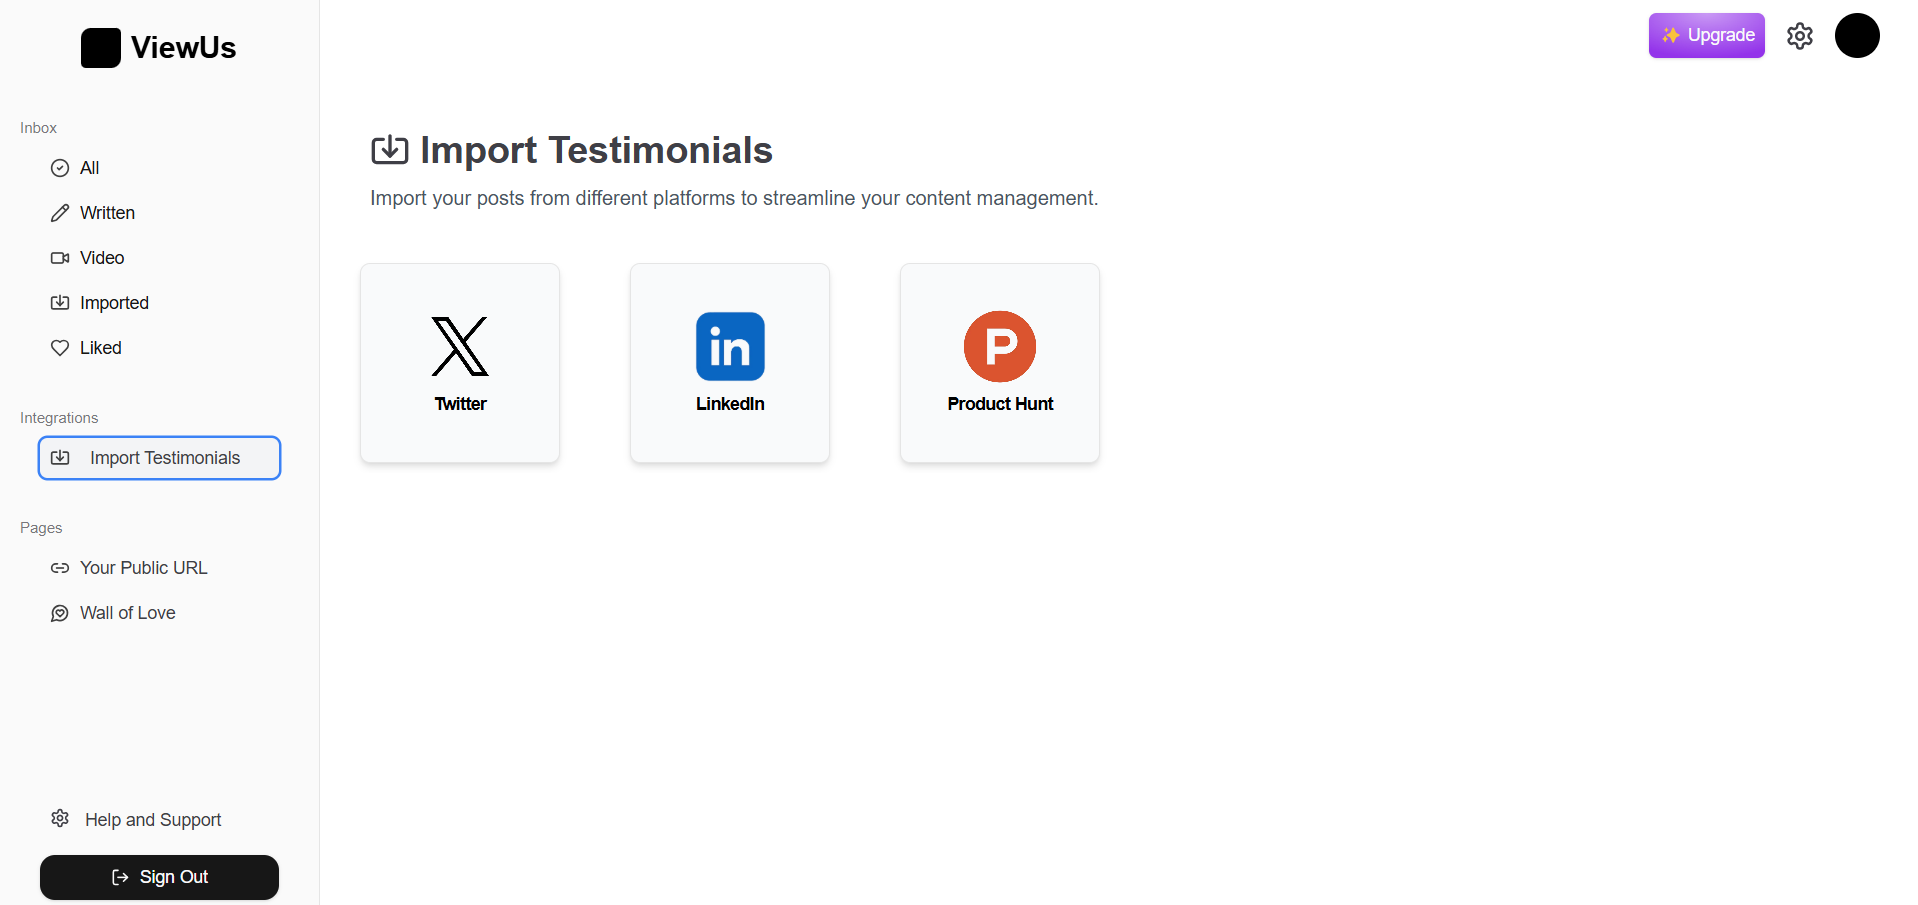 ViewUs
Upgrade
Inbox
All
Written
Video
Imported
Liked
Integrations
Import Testimonials
Pages
Your Public URL
Wall of Love
Help and Support
Sign Out
Import Testimonials
Import your posts from different platforms to streamline your content management.
Twitter
LinkedIn
Product Hunt